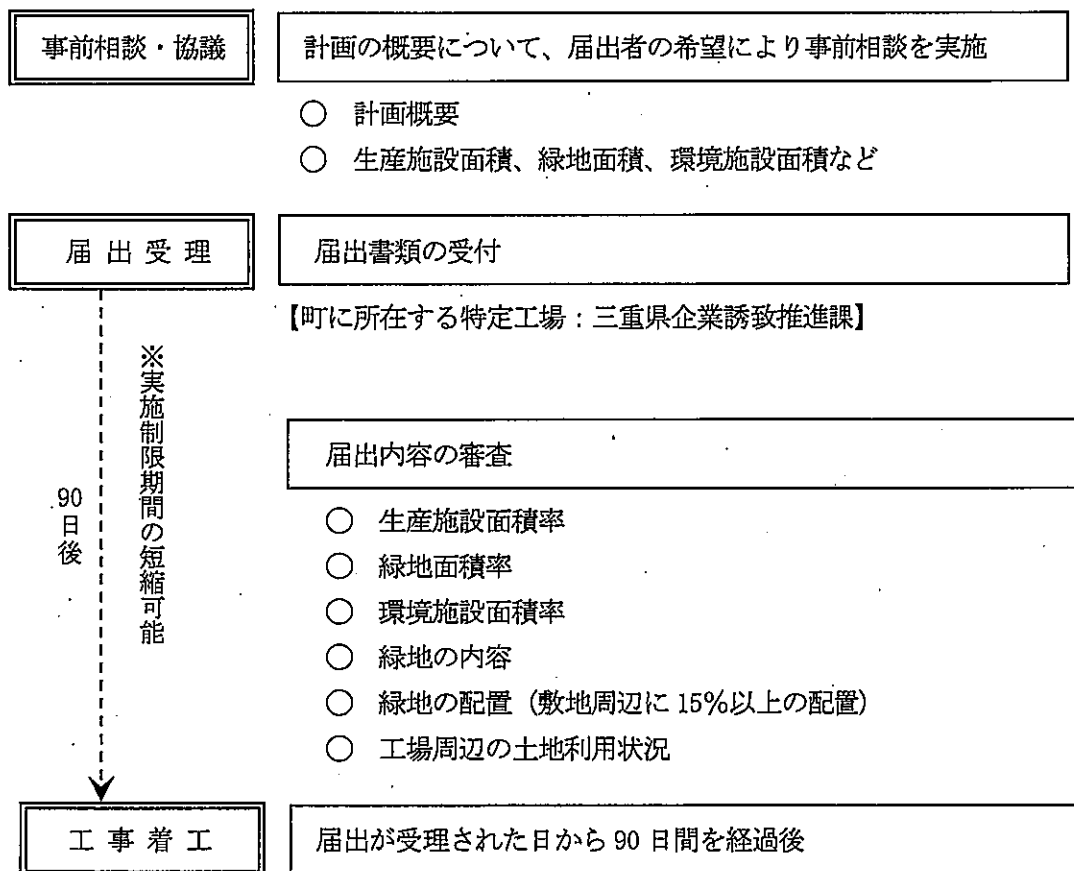 事前相談・協議
計画の概要について、届出者の希望により事前相談を実施
○ 計画概要
○ 生産施設面積、緑地面積、環境施設面積など
届出受理
届出書類の受付
【町に所在する特定工場：三重県企業誘致推進課】
※実施制限期間の短縮可能
90日後
届出内容の審査
○ 生産施設面積率
○ 緑地面積率
○ 環境施設面積率
○ 緑地の内容
○ 緑地の配置（敷地周辺に15%以上の配置）
○ 工場周辺の土地利用状況
工事着工
届出が受理された日から90日間を経過後